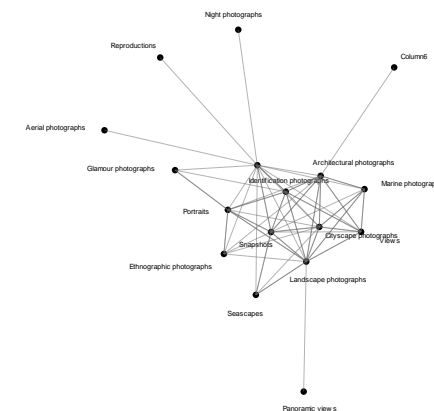 Night photographs
Reproductions
Column6
Aerial photographs
Architectural photographs
Glamour photographs
Identification photographs
Marine photograp
Portraits
Cityscape photographs
Views
Snapshots
Ethnographic photographs
Landscape photographs
Seascapes
Panoramic views